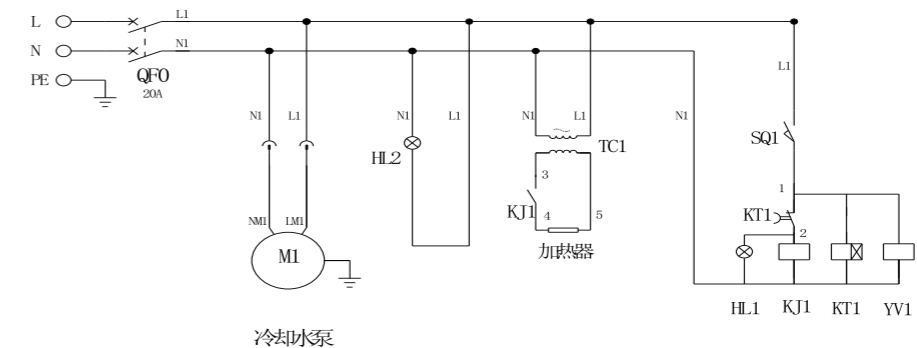 L
L1
N
N1
PE
QF0
20A
L1
N1
L1
N1
L1
N1
L1
N1
SQ1
HL2
TC1
3
1
KJ1
4
5
KT1
NM1
LM1
2
M1
加热器
HL1
KJ1
KT1
YV1
冷却水泵